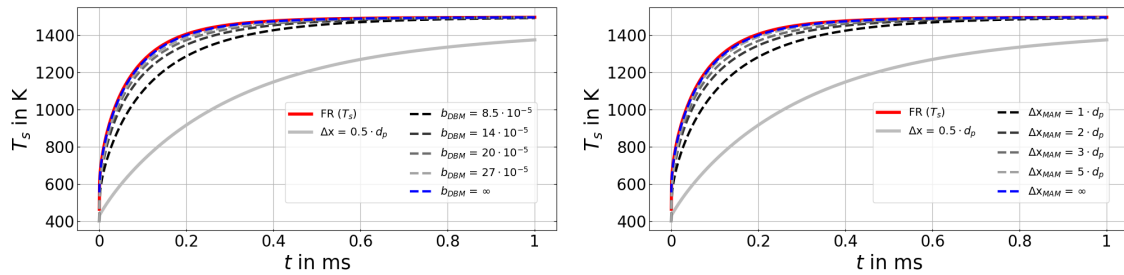 1400
1200
1000
800
600
400
T_s in K
FR (T_s)
Δx = 0.5 · d_p
b_DBM = 8.5 · 10⁻⁵
b_DBM = 14 · 10⁻⁵
b_DBM = 20 · 10⁻⁵
b_DBM = 27 · 10⁻⁵
b_DBM = ∞
0 0.2 0.4 0.6 0.8 1
t in ms
1400
1200
1000
800
600
400
T_s in K
FR (T_s)
Δx = 0.5 · d_p
Δx_MAM = 1 · d_p
Δx_MAM = 2 · d_p
Δx_MAM = 3 · d_p
Δx_MAM = 5 · d_p
Δx_MAM = ∞
0 0.2 0.4 0.6 0.8 1
t in ms